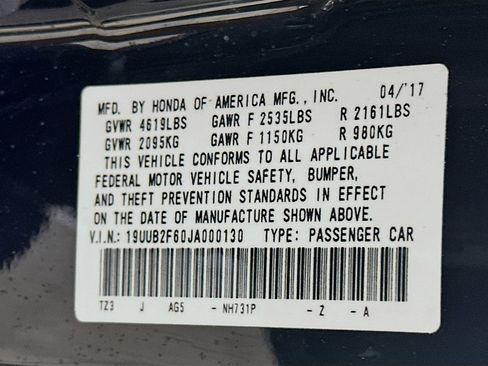 MFD. BY HONDA OF AMERICA MFG., INC. 04/'17
GVWR 4619LBS GAWR F 2535LBS R 2161LBS
GVWR 2095KG GAWR F 1150KG R 980KG
THIS VEHICLE CONFORMS TO ALL APPLICABLE
FEDERAL MOTOR VEHICLE SAFETY, BUMPER,
AND THEFT PREVENTION STANDARDS IN EFFECT
ON THE DATE OF MANUFACTURE SHOWN ABOVE.
V.I.N.: 19UUB2F60JA000130 TYPE: PASSENGER CAR
TZ3 J AG5 - NH731P - Z - A